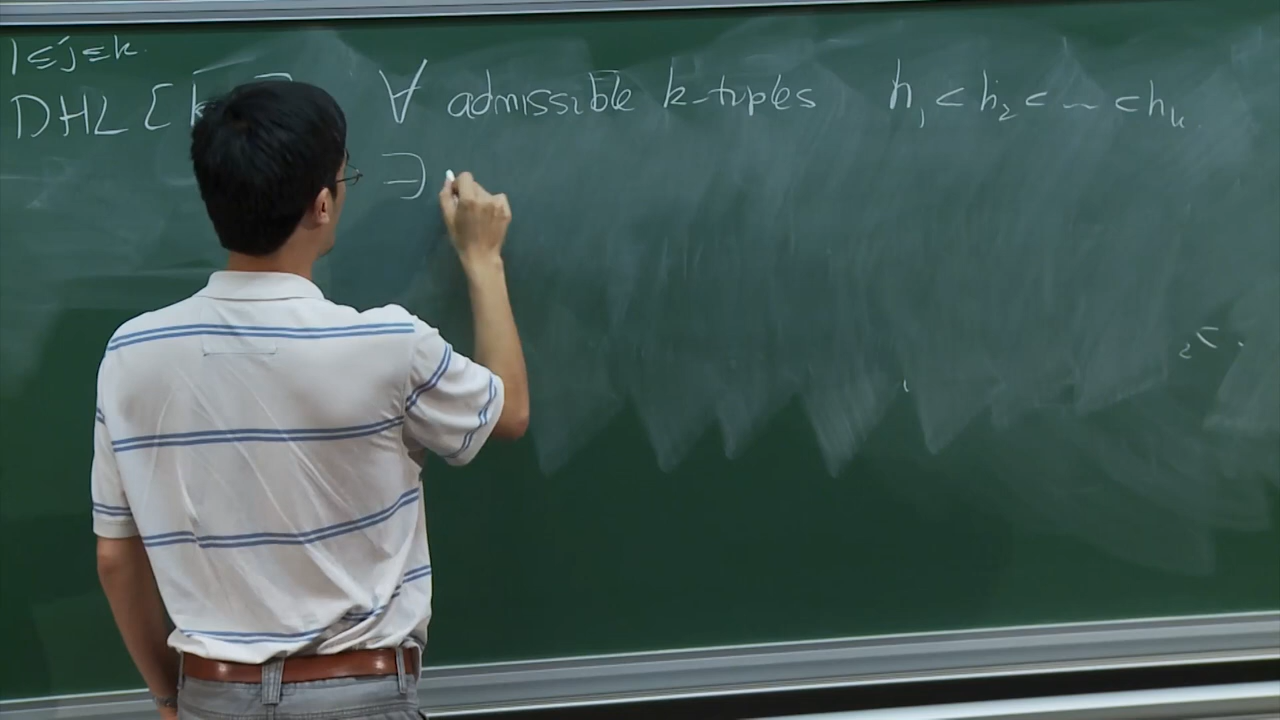 1 ≤ j ≤ k.
DHL [k ∀ admissible k-tuples h₁ < h₂ < ... < hₖ.
∃